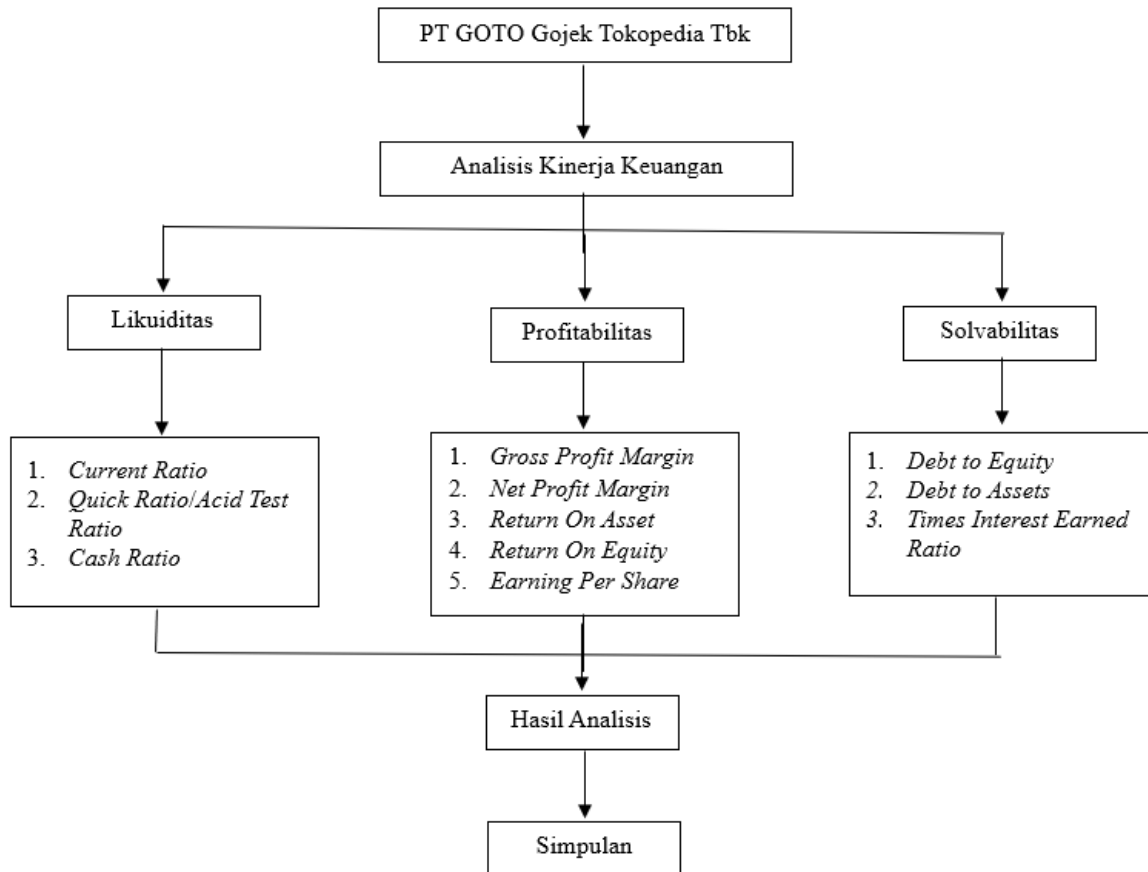 PT GOTO Gojek Tokopedia Tbk
Analisis Kinerja Keuangan
Likuiditas
Profitabilitas
Solvabilitas
1. Current Ratio
2. Quick Ratio/Acid Test
Ratio
3. Cash Ratio
1. Gross Profit Margin
2. Net Profit Margin
3. Return On Asset
4. Return On Equity
5. Earning Per Share
1. Debt to Equity
2. Debt to Assets
3. Times Interest Earned
Ratio
Hasil Analisis
Simpulan